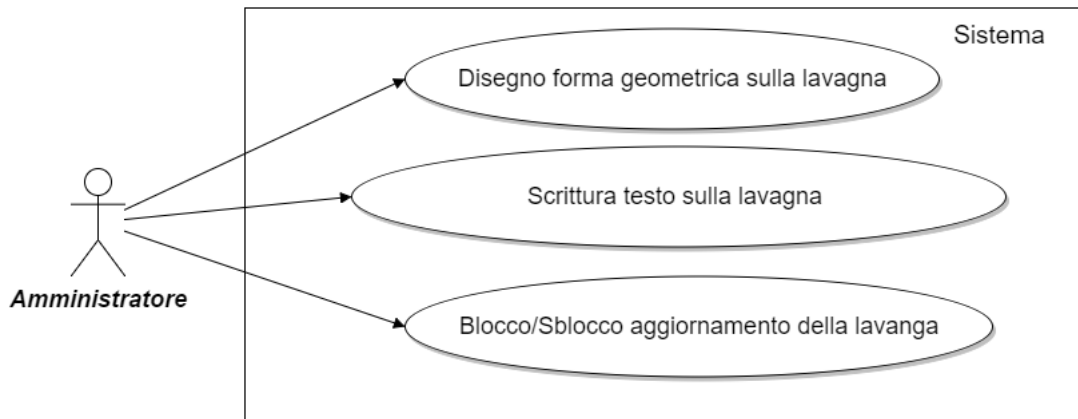 Sistema
Disegno forma geometrica sulla lavagna
Scrittura testo sulla lavagna
Amministratore
Blocco/Sblocco aggiornamento della lavanga